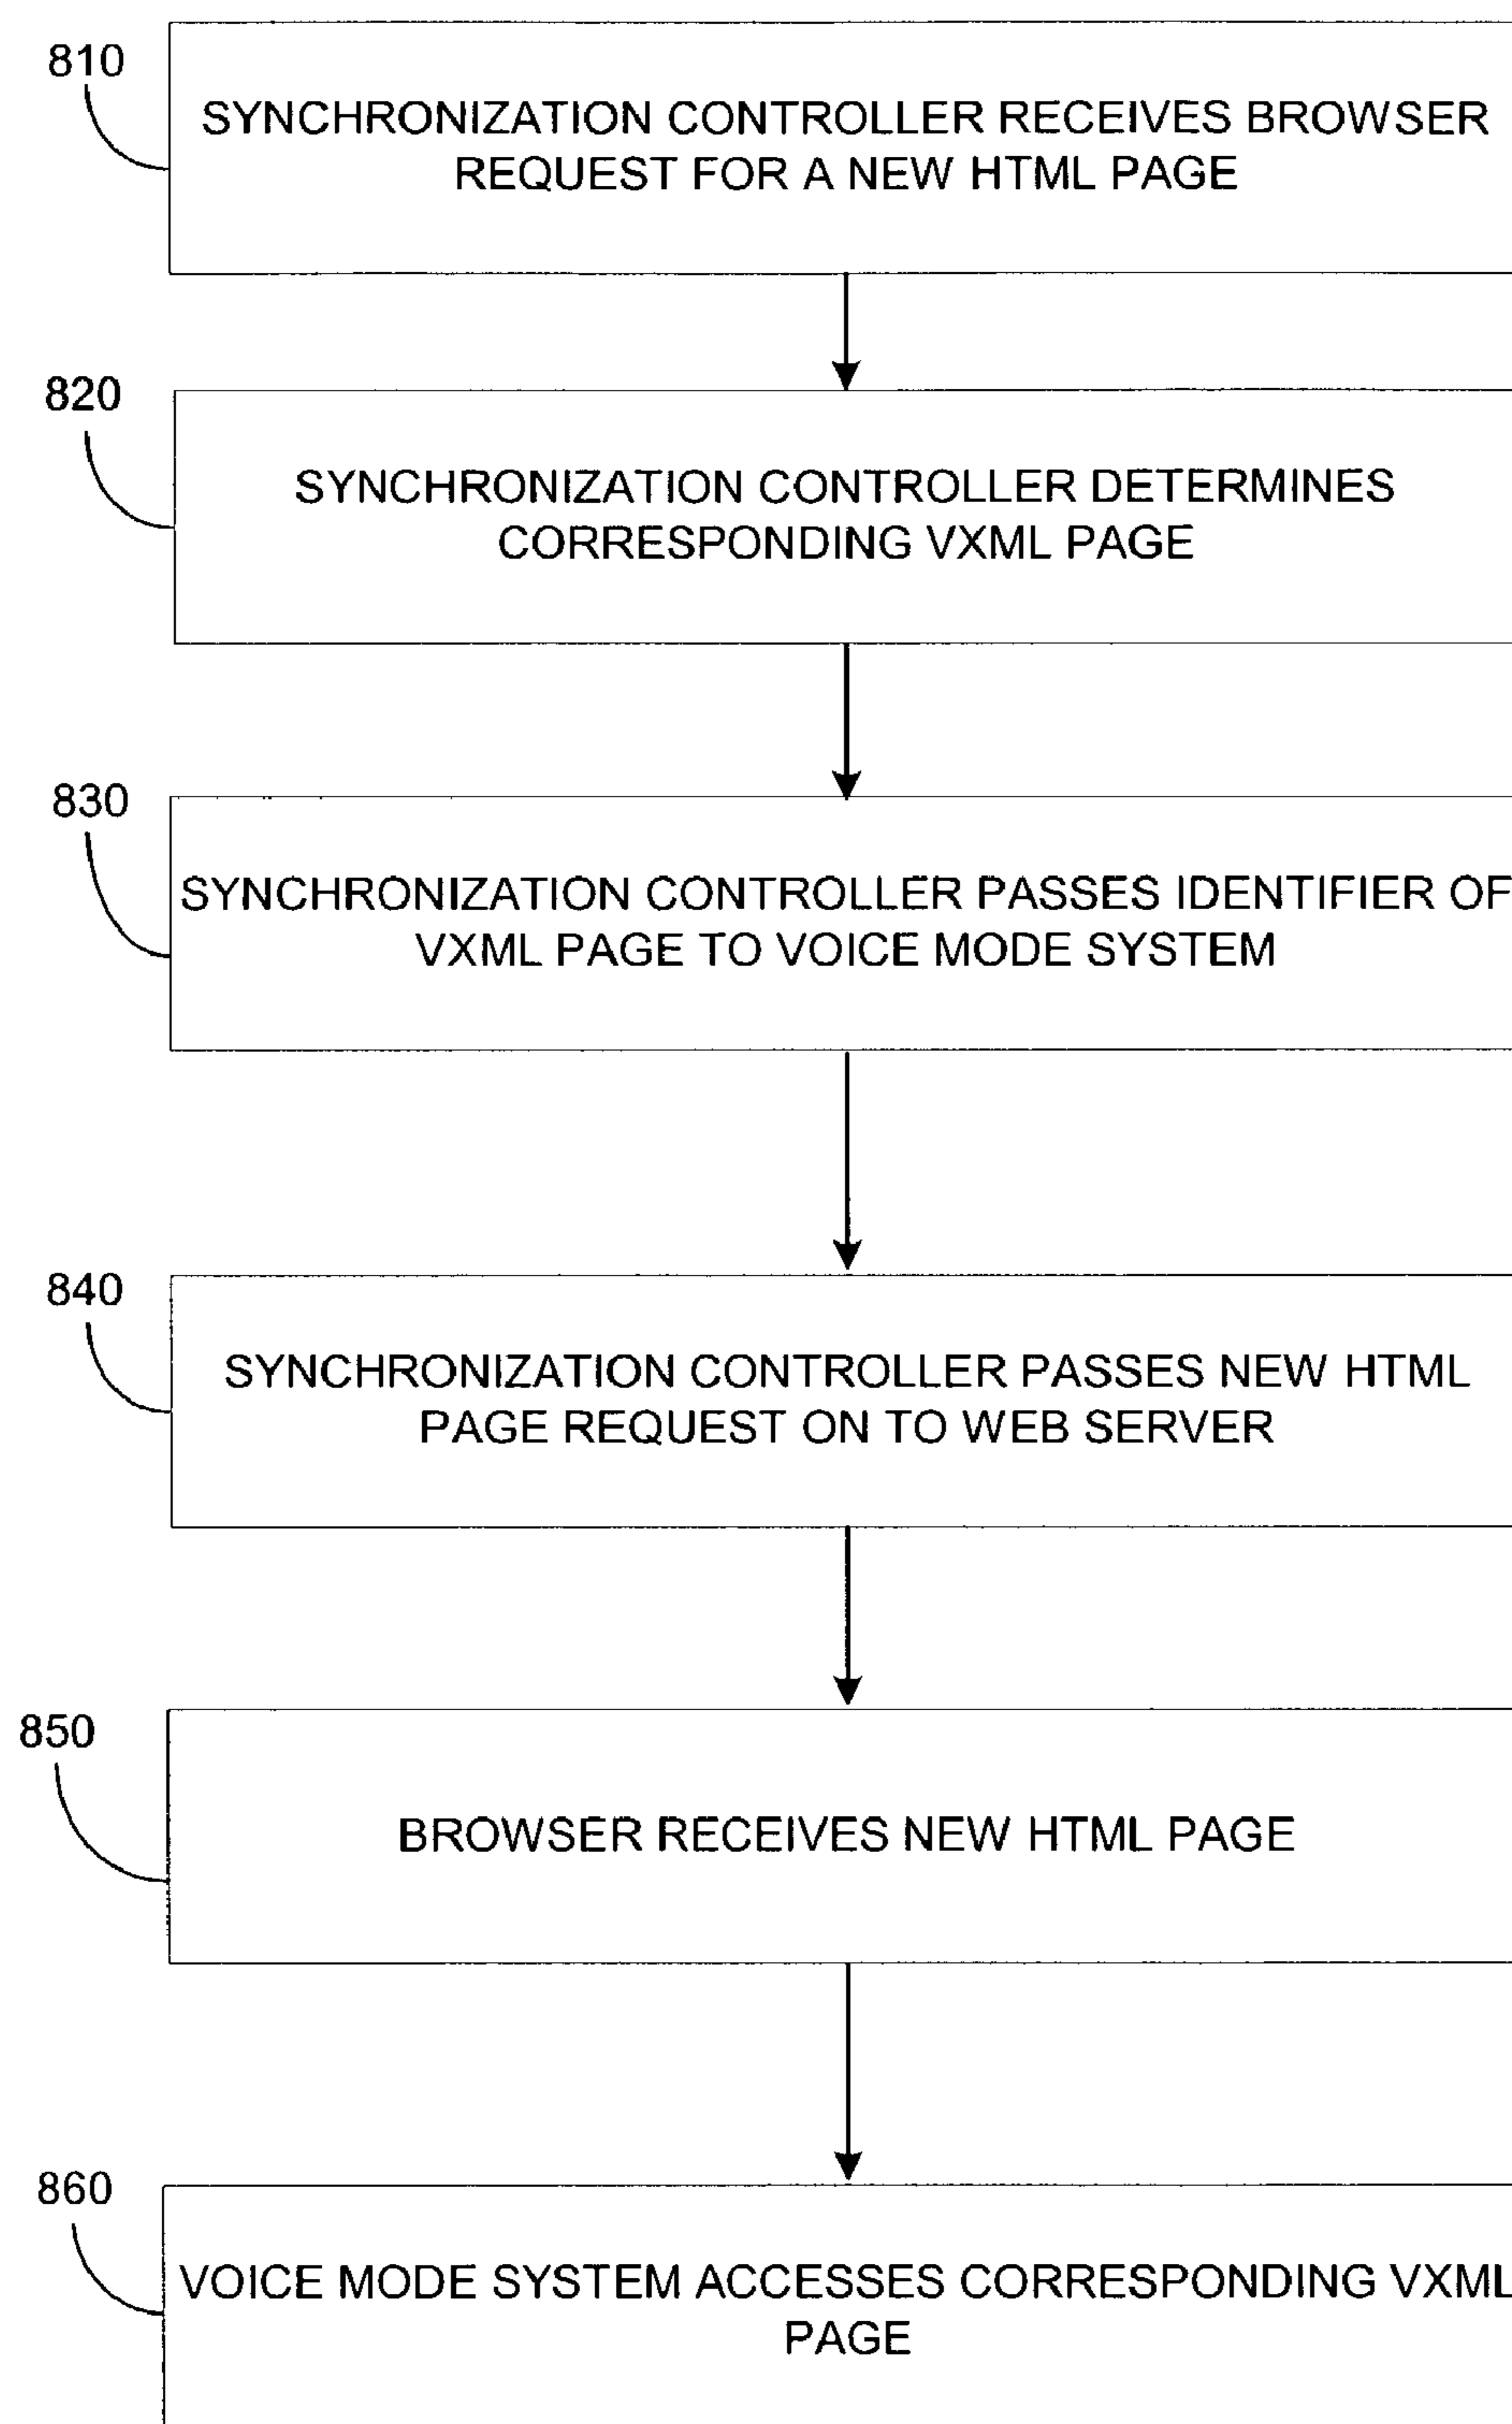 810
SYNCHRONIZATION CONTROLLER RECEIVES BROWSER
REQUEST FOR A NEW HTML PAGE
820
SYNCHRONIZATION CONTROLLER DETERMINES
CORRESPONDING VXML PAGE
830
SYNCHRONIZATION CONTROLLER PASSES IDENTIFIER OF
VXML PAGE TO VOICE MODE SYSTEM
840
SYNCHRONIZATION CONTROLLER PASSES NEW HTML
PAGE REQUEST ON TO WEB SERVER
850
BROWSER RECEIVES NEW HTML PAGE
860
VOICE MODE SYSTEM ACCESSES CORRESPONDING VXML
PAGE